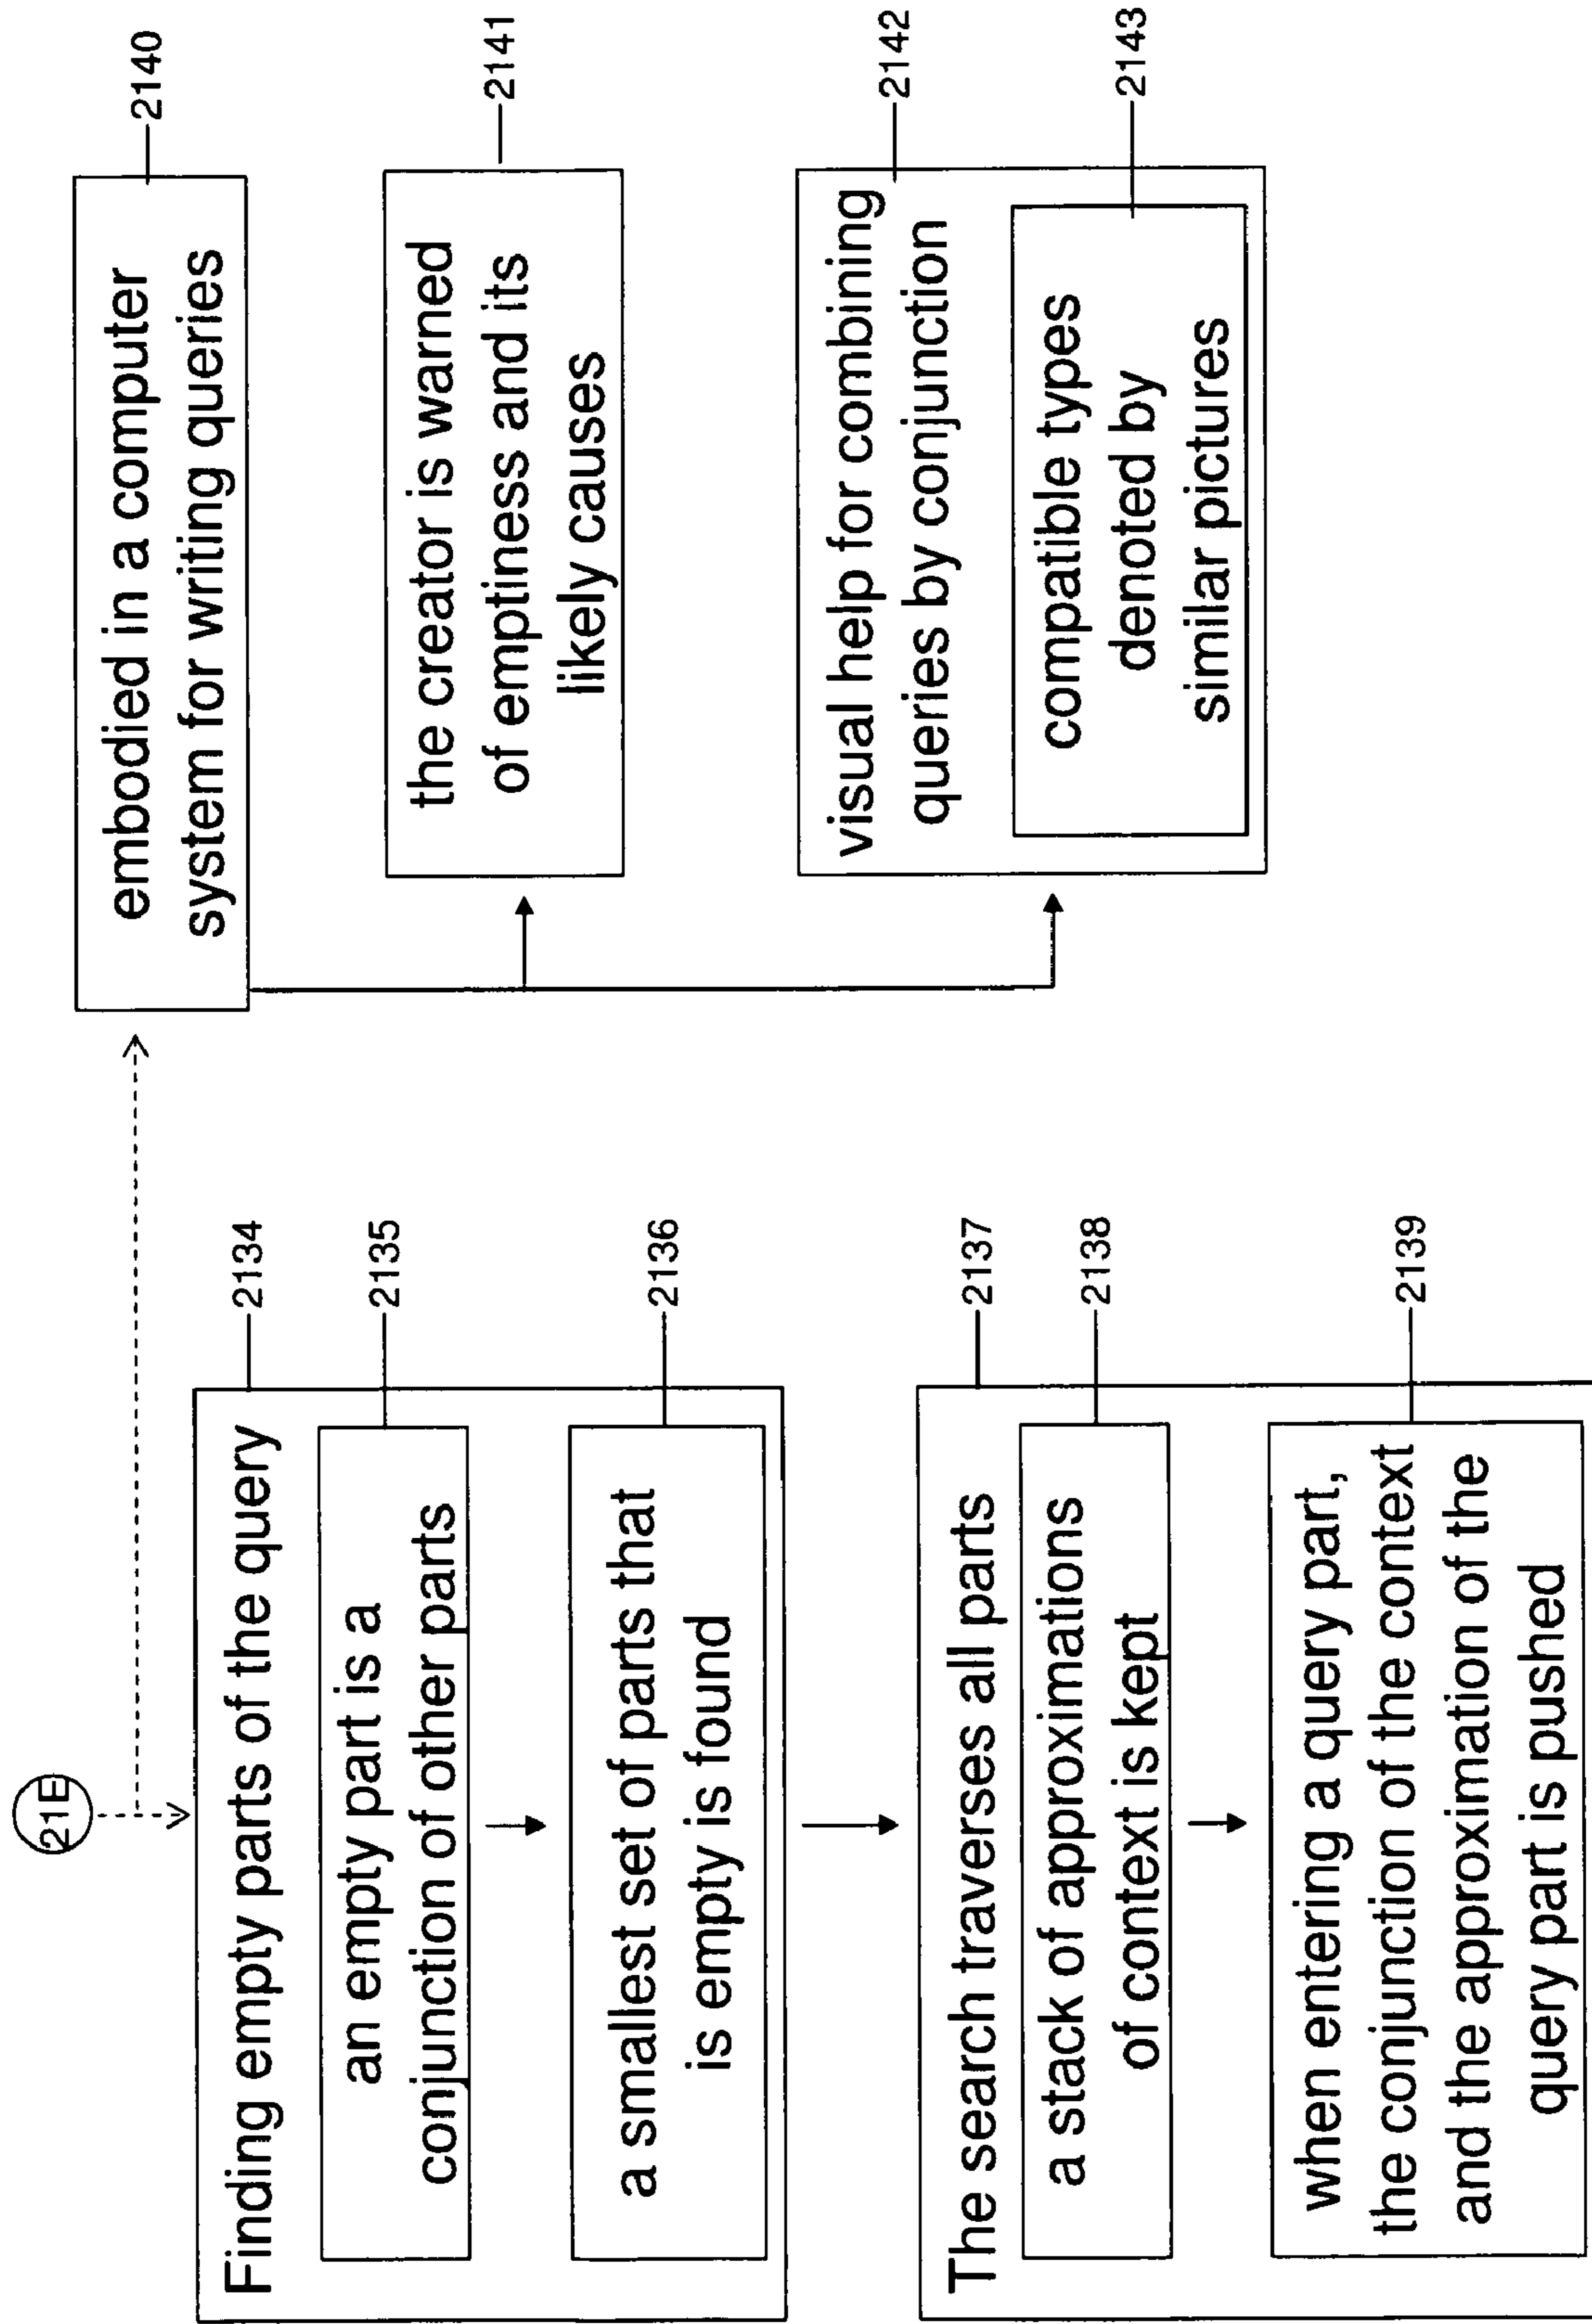 21E
Finding empty parts of the query
2134
an empty part is a
conjunction of other parts
2135
a smallest set of parts that
is empty is found
2136
The search traverses all parts
2137
a stack of approximations
of context is kept
2138
when entering a query part,
the conjunction of the context
and the approximation of the
query part is pushed
2139
embodied in a computer
system for writing queries
2140
the creator is warned
of emptiness and its
likely causes
2141
visual help for combining
queries by conjunction
2142
compatible types
denoted by
similar pictures
2143